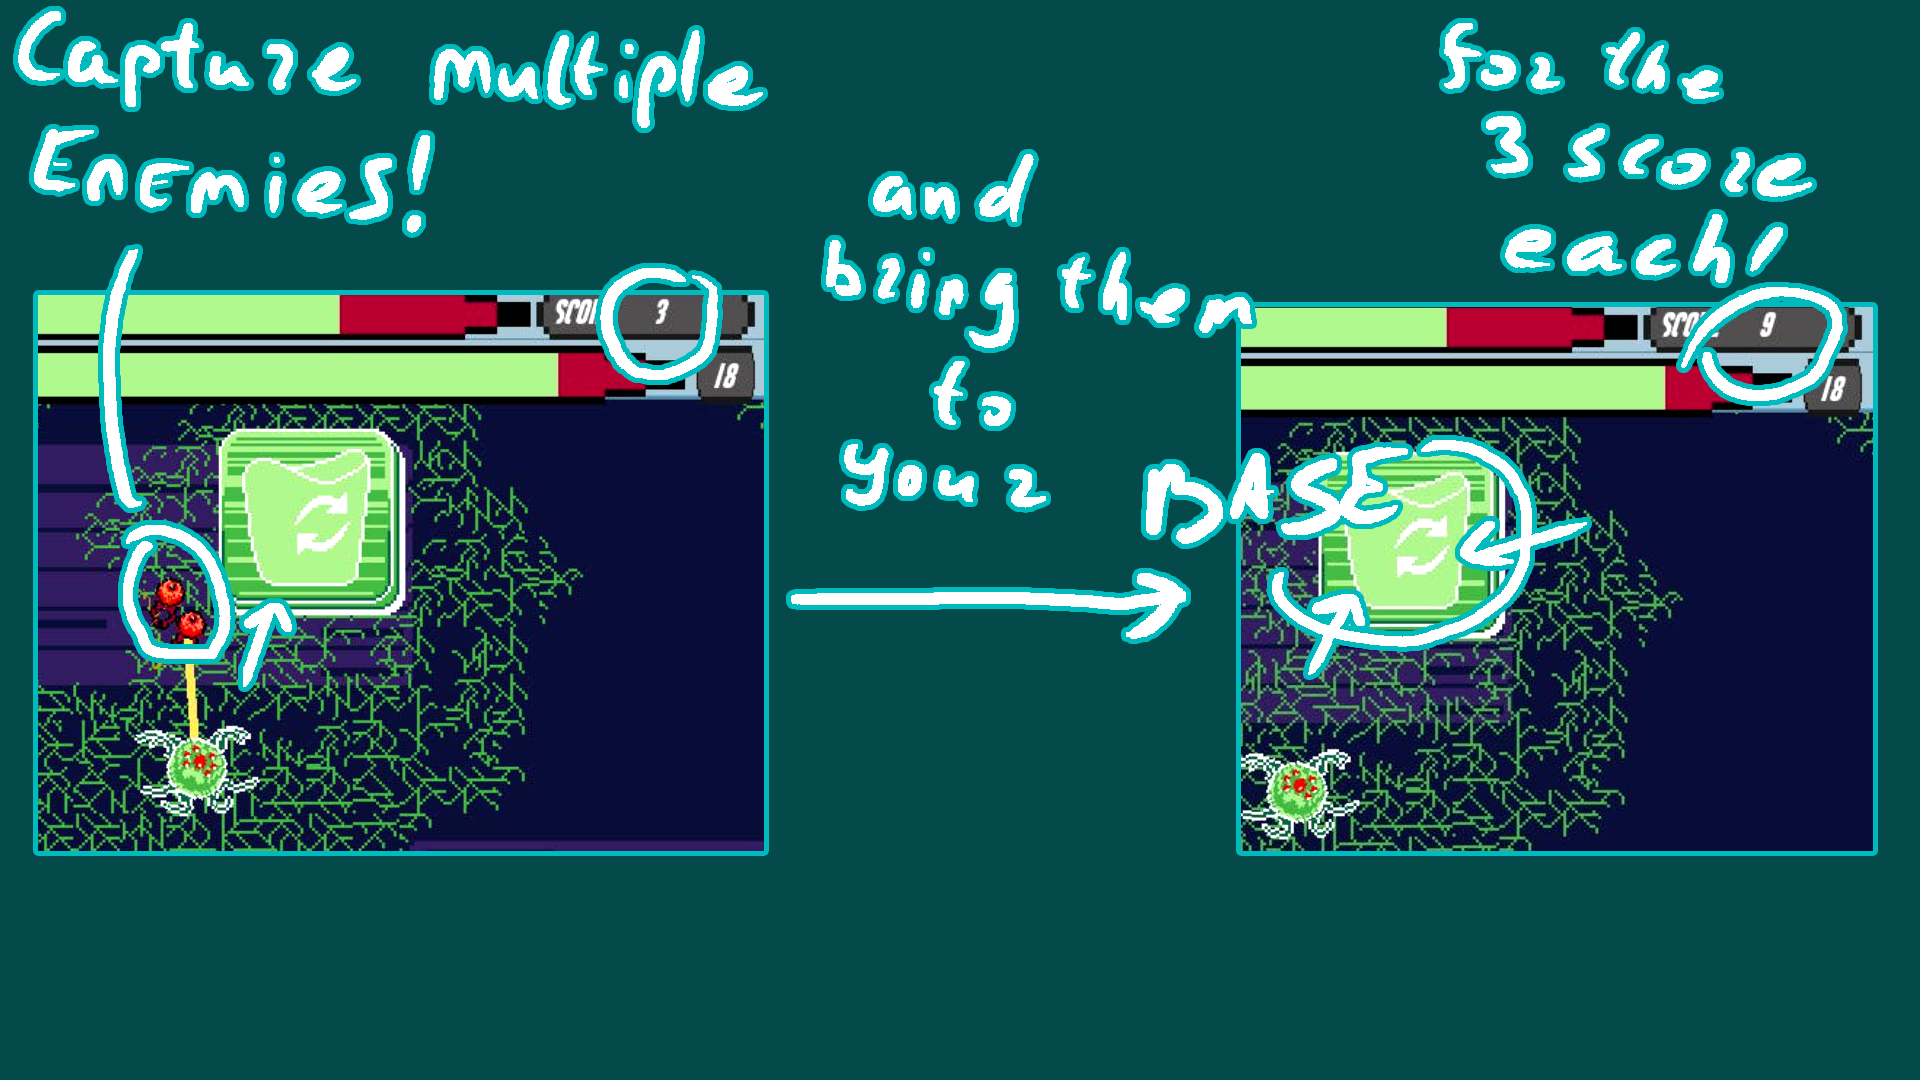 Capture multiple
Enemies!
and
bring them
to
your BASE
for the
3 score
each!
SCOR 3
18
SCOR 9
18